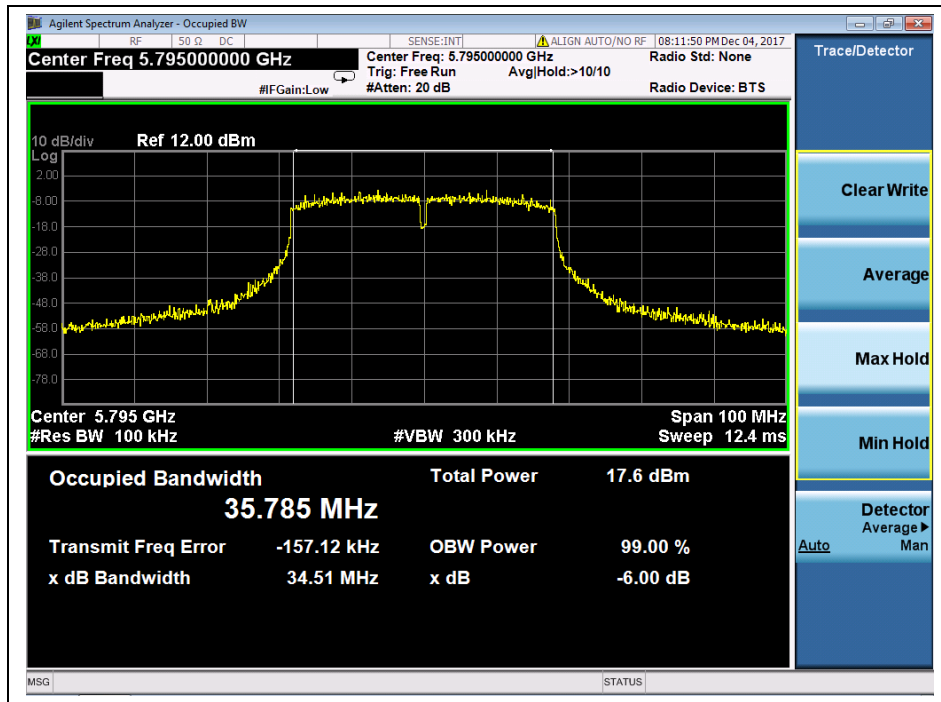 Agilent Spectrum Analyzer - Occupied BW
LXI RF 50 Ω DC SENSE:INT ALIGN AUTO/NO RF 08:11:50 PM Dec 04, 2017
Center Freq 5.795000000 GHz
Center Freq: 5.795000000 GHz
Radio Std: None
Trig: Free Run Avg|Hold:>10/10
#IFGain:Low #Atten: 20 dB Radio Device: BTS
Trace/Detector
10 dB/div Ref 12.00 dBm
Log
2.00
-8.00
-18.0
-28.0
-38.0
-48.0
-58.0
-68.0
-78.0
Center 5.795 GHz Span 100 MHz
#Res BW 100 kHz #VBW 300 kHz Sweep 12.4 ms
Occupied Bandwidth Total Power 17.6 dBm
35.785 MHz
Transmit Freq Error -157.12 kHz OBW Power 99.00 %
x dB Bandwidth 34.51 MHz x dB -6.00 dB
Clear Write
Average
Max Hold
Min Hold
Detector
Average▶
Auto Man
MSG STATUS